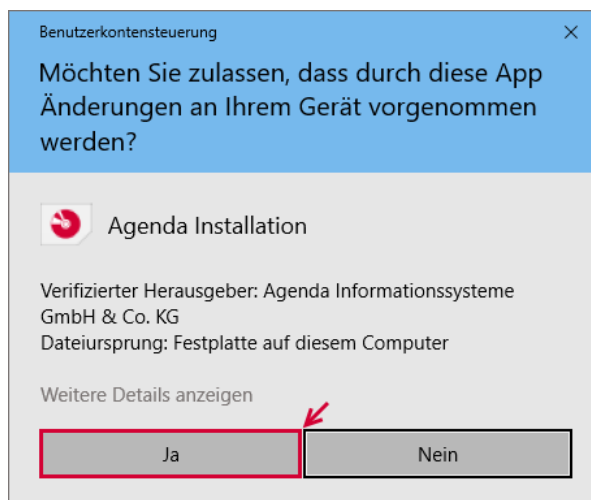 Benutzerkontensteuerung
Möchten Sie zulassen, dass durch diese App
Änderungen an Ihrem Gerät vorgenommen
werden?
Agenda Installation
Verifizierter Herausgeber: Agenda Informationssysteme
GmbH & Co. KG
Dateiursprung: Festplatte auf diesem Computer
Weitere Details anzeigen
Ja
Nein